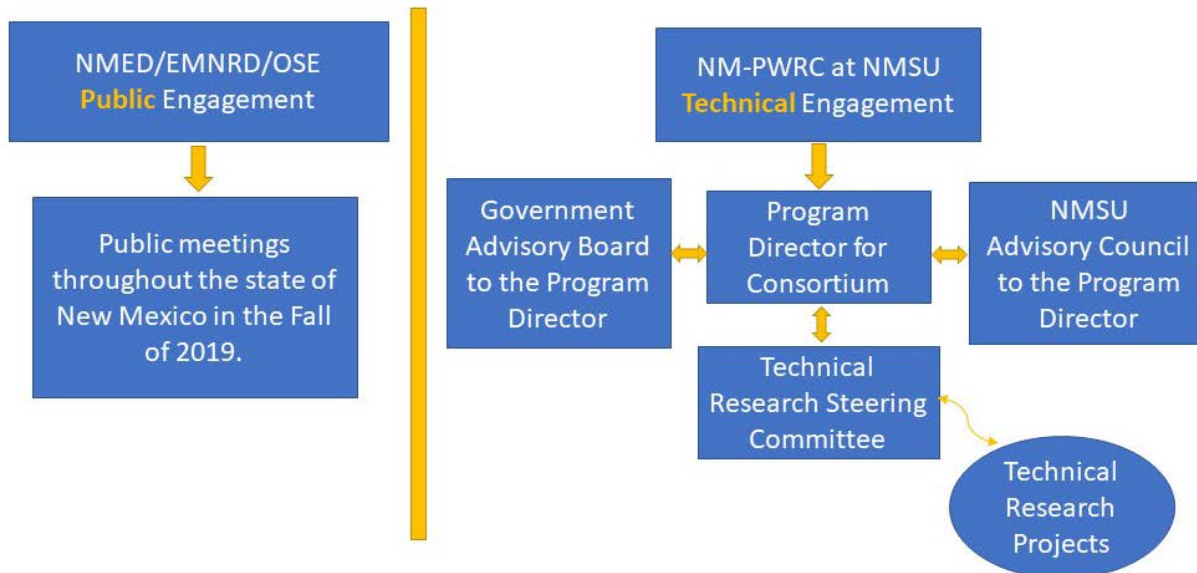 NMED/EMNRD/OSE
Public Engagement
Public meetings
throughout the state of
New Mexico in the Fall
of 2019.
NM-PWRC at NMSU
Technical Engagement
Government
Advisory Board
to the Program
Director
Program
Director for
Consortium
NMSU
Advisory Council
to the Program
Director
Technical
Research Steering
Committee
Technical
Research
Projects